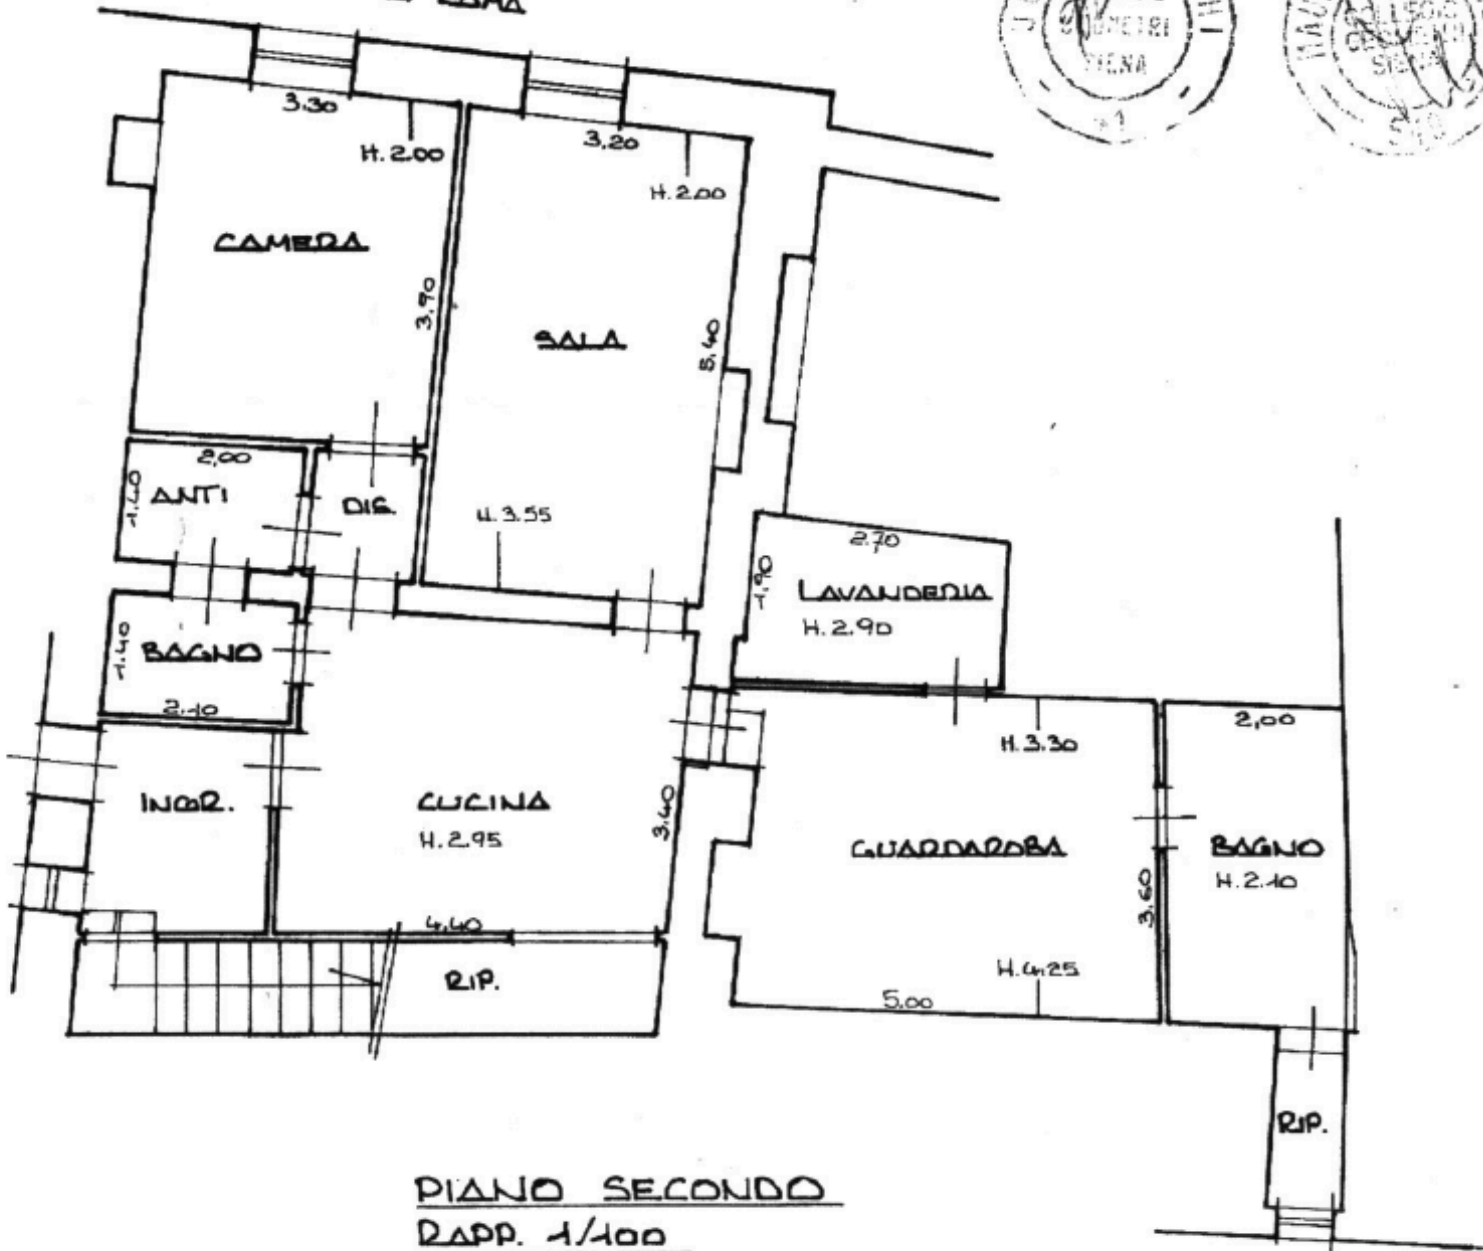 3.30
H. 2.00
3.20
H. 2.00
CAMERA
3.90
SALA
5.40
2,00
1.40
ANTI
DIS.
H. 3.55
2.70
1.90
LAVANDERIA
H. 2.90
1.40
BAGNO
2.10
INGR.
CUCINA
H. 2.95
3.40
4.40
RIP.
H. 3.30
GUARDAROBA
3.60
H. 4.25
5.00
2,00
BAGNO
H. 2.10
RIP.
PIANO SECONDO
RAPP. 1/100
GEOMETRI
SIENA